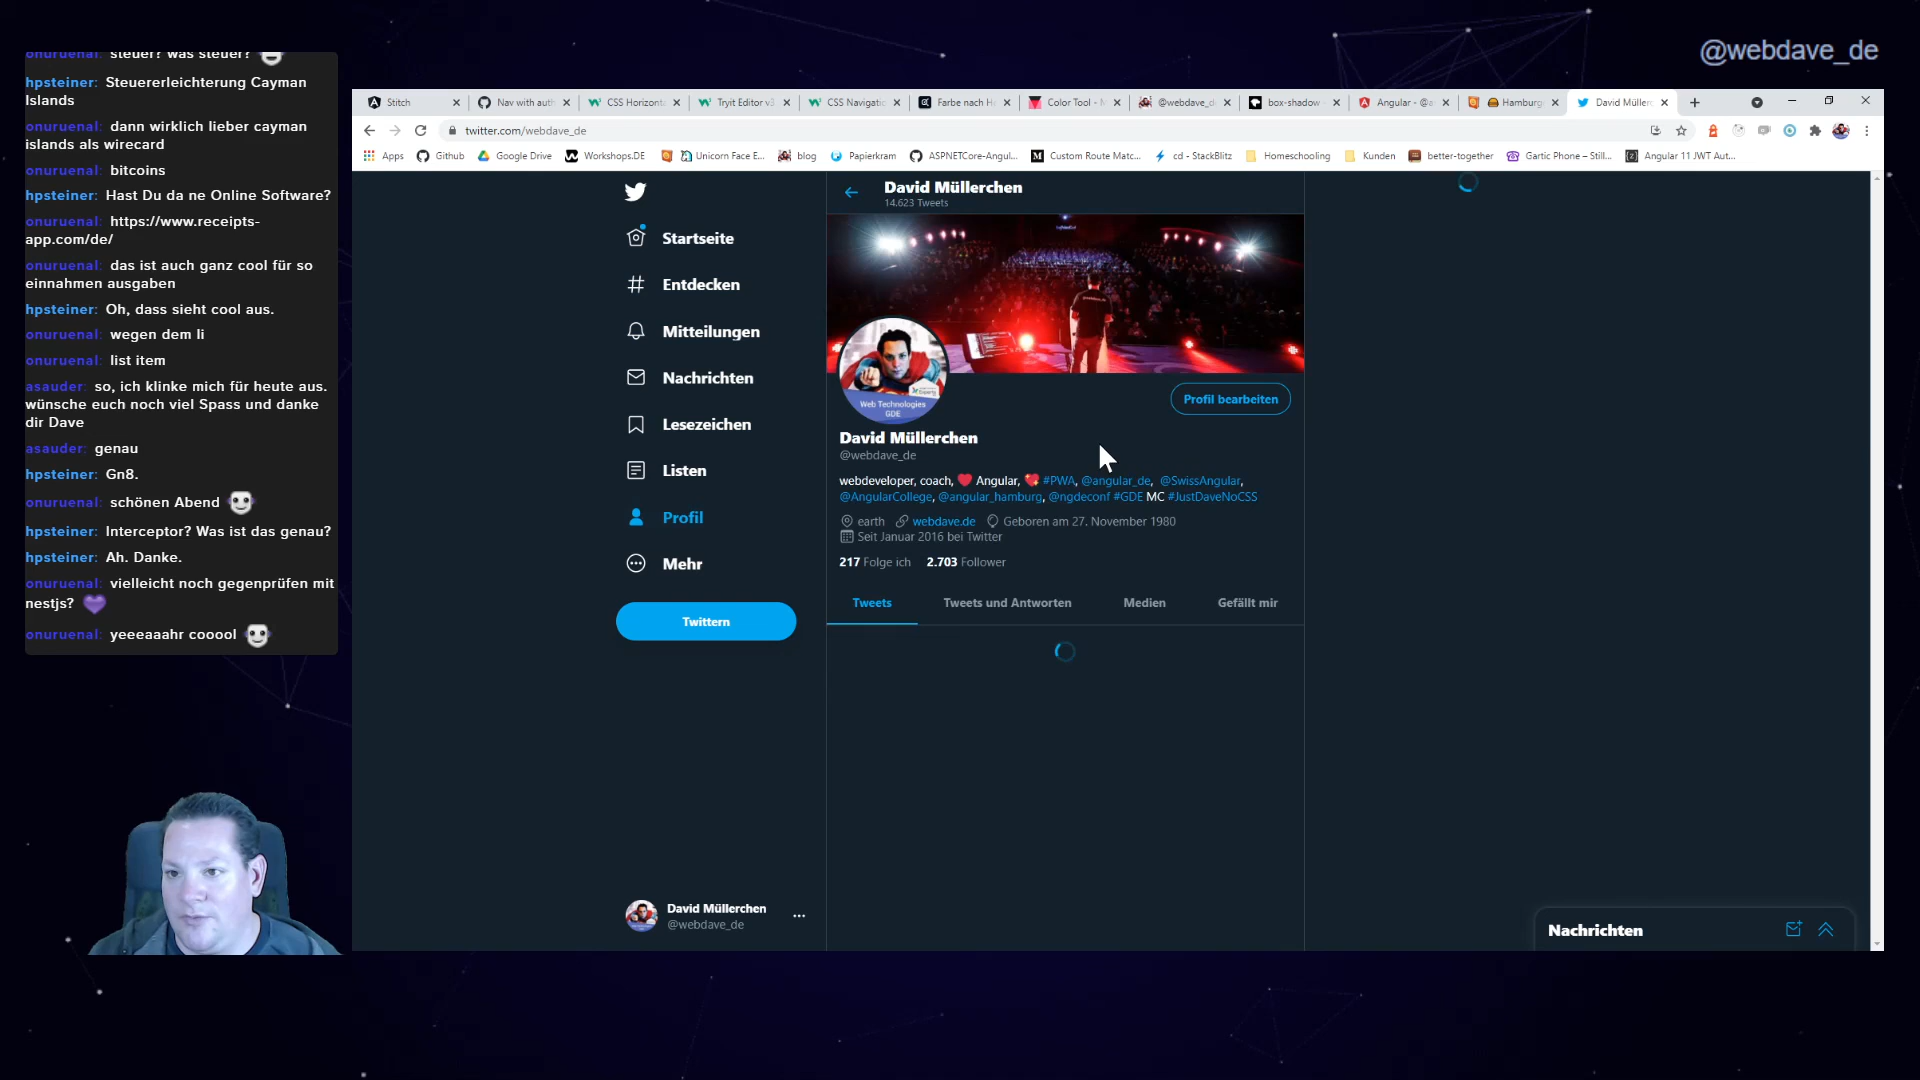 @webdave_de
onuruenal: steuer? was steuer?
hpsteiner: Steuererleichterung Cayman
Islands
onuruenal: dann wirklich lieber cayman
islands als wirecard
onuruenal: bitcoins
hpsteiner: Hast Du da ne Online Software?
onuruenal: https://www.receipts-
app.com/de/
onuruenal: das ist auch ganz cool für so
einnahmen ausgaben
hpsteiner: Oh, dass sieht cool aus.
onuruenal: wegen dem li
onuruenal: list item
asauder: so, ich klinke mich für heute aus.
wünsche euch noch viel Spass und danke
dir Dave
asauder: genau
hpsteiner: Gn8.
onuruenal: schönen Abend
hpsteiner: Interceptor? Was ist das genau?
hpsteiner: Ah. Danke.
onuruenal: vielleicht noch gegenprüfen mit
nestjs?
onuruenal: yeeeaaahr cooool
Stitch
Nav with auth
CSS Horizonta
Tryit Editor v3
CSS Navigatio
Farbe nach H
Color Tool - M
@webdave_d
box-shadow
Angular - @a
Hamburg
David Müllerc
twitter.com/webdave_de
Apps
Github
Google Drive
Workshops.DE
Unicorn Face E...
blog
Papierkram
ASPNETCore-Angul...
Custom Route Matc...
cd - StackBlitz
Homeschooling
Kunden
better-together
Gartic Phone – Still...
Angular 11 JWT Aut...
Startseite
Entdecken
Mitteilungen
Nachrichten
Lesezeichen
Listen
Profil
Mehr
Twittern
David Müllerchen
@webdave_de
David Müllerchen
14.623 Tweets
Web Technologies
GDE
Profil bearbeiten
David Müllerchen
@webdave_de
webdeveloper, coach, Angular, #PWA, @angular_de, @SwissAngular,
@AngularCollege, @angular_hamburg, @ngdeconf #GDE MC #JustDaveNoCSS
earth webdave.de Geboren am 27. November 1980
Seit Januar 2016 bei Twitter
217 Folge ich 2.703 Follower
Tweets
Tweets und Antworten
Medien
Gefällt mir
Nachrichten